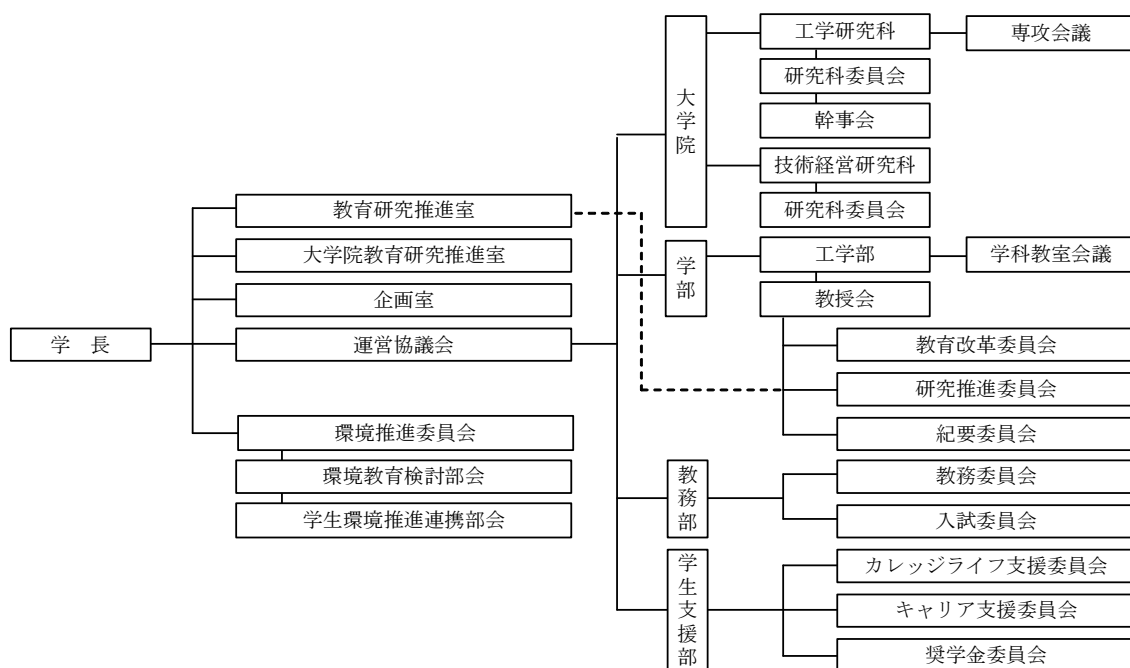 学　長
教育研究推進室
大学院教育研究推進室
企画室
運営協議会
環境推進委員会
環境教育検討部会
学生環境推進連携部会
大学院
工学研究科
専攻会議
研究科委員会
幹事会
技術経営研究科
研究科委員会
学部
工学部
学科教室会議
教授会
教育改革委員会
研究推進委員会
紀要委員会
教務部
教務委員会
入試委員会
学生支援部
カレッジライフ支援委員会
キャリア支援委員会
奨学金委員会